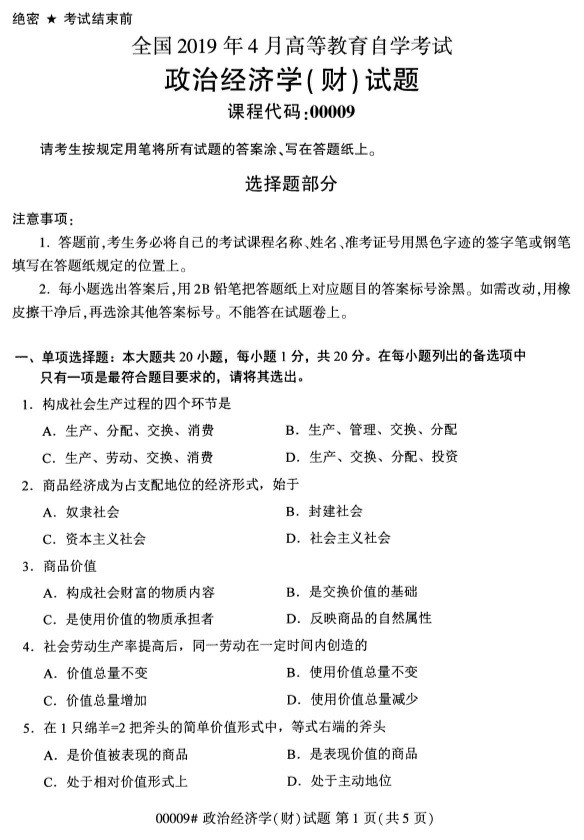 绝密 ★ 考试结束前
全国 2019 年 4 月高等教育自学考试
政治经济学(财)试题
课程代码:00009
请考生按规定用笔将所有试题的答案涂、写在答题纸上。
选择题部分
注意事项:
1. 答题前,考生务必将自己的考试课程名称、姓名、准考证号用黑色字迹的签字笔或钢笔
填写在答题纸规定的位置上。
2. 每小题选出答案后,用 2B 铅笔把答题纸上对应题目的答案标号涂黑。如需改动,用橡
皮擦干净后,再选涂其他答案标号。不能答在试题卷上。
一、单项选择题:本大题共 20 小题,每小题 1 分,共 20 分。在每小题列出的备选项中
只有一项是最符合题目要求的,请将其选出。
1. 构成社会生产过程的四个环节是
A. 生产、分配、交换、消费 B. 生产、管理、交换、分配
C. 生产、劳动、交换、消费 D. 生产、交换、分配、投资
2. 商品经济成为占支配地位的经济形式,始于
A. 奴隶社会 B. 封建社会
C. 资本主义社会 D. 社会主义社会
3. 商品价值
A. 构成社会财富的物质内容 B. 是交换价值的基础
C. 是使用价值的物质承担者 D. 反映商品的自然属性
4. 社会劳动生产率提高后,同一劳动在一定时间内创造的
A. 价值总量不变 B. 使用价值总量不变
C. 价值总量增加 D. 使用价值总量减少
5. 在 1 只绵羊=2 把斧头的简单价值形式中,等式右端的斧头
A. 是价值被表现的商品 B. 是表现价值的商品
C. 处于相对价值形式上 D. 处于主动地位
00009# 政治经济学(财)试题 第 1 页(共 5 页)